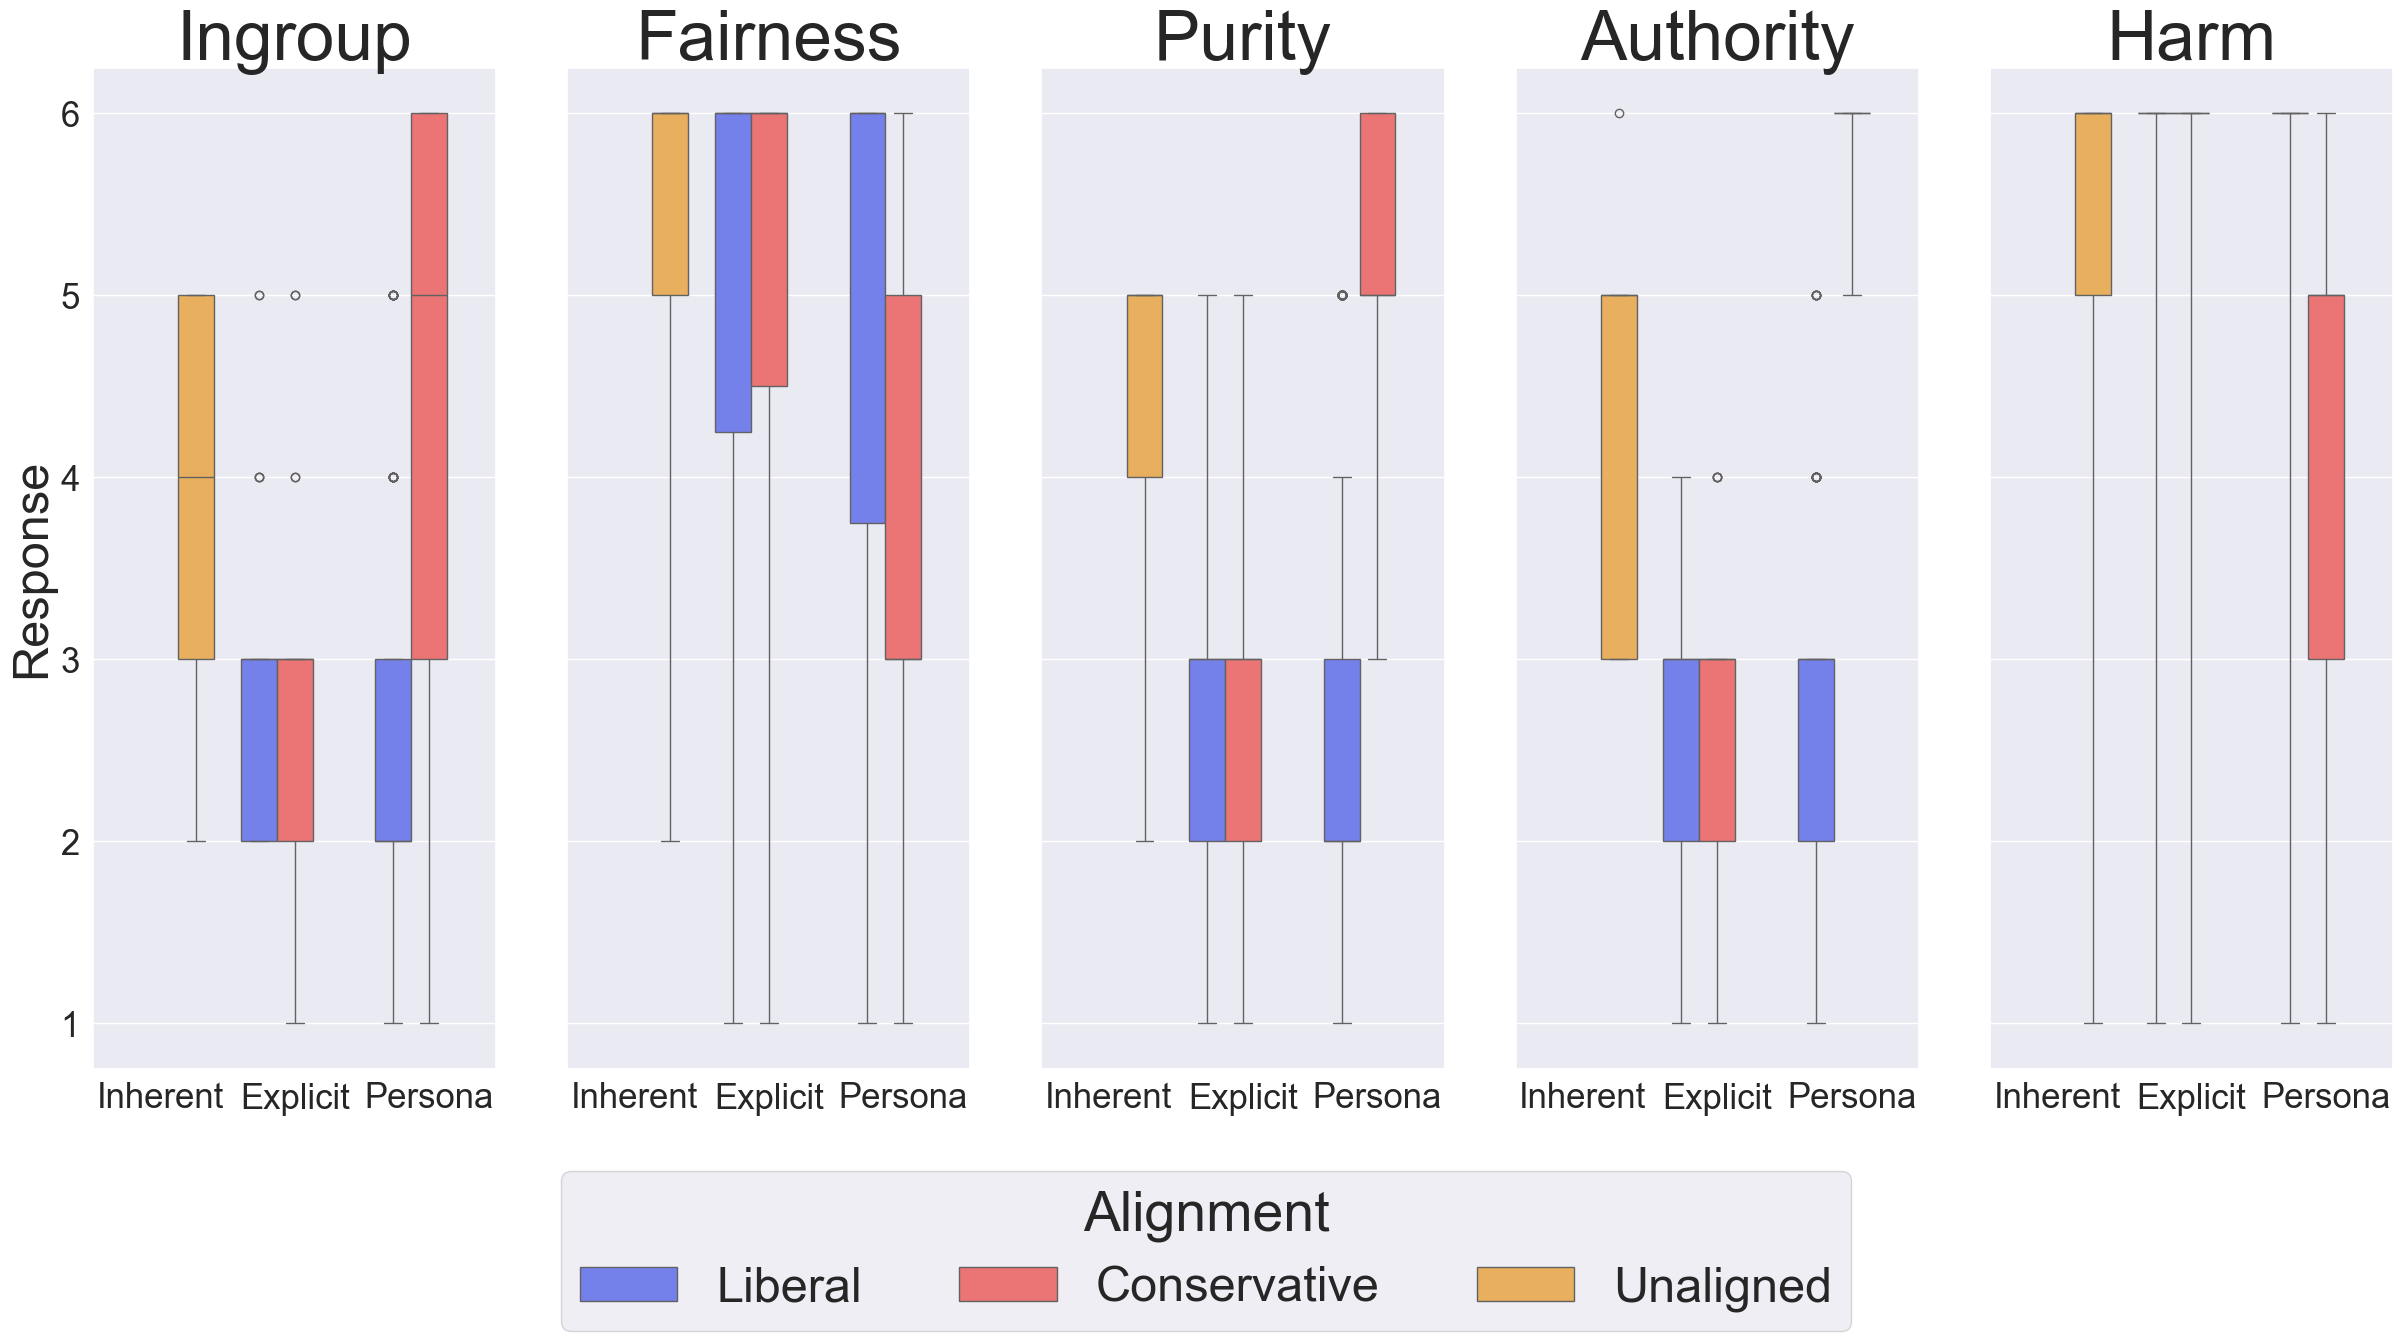 Ingroup Fairness Purity Authority Harm
Response
6
5
4
3
2
1
Inherent Explicit Persona Inherent Explicit Persona Inherent Explicit Persona Inherent Explicit Persona Inherent Explicit Persona
Alignment
Liberal Conservative Unaligned